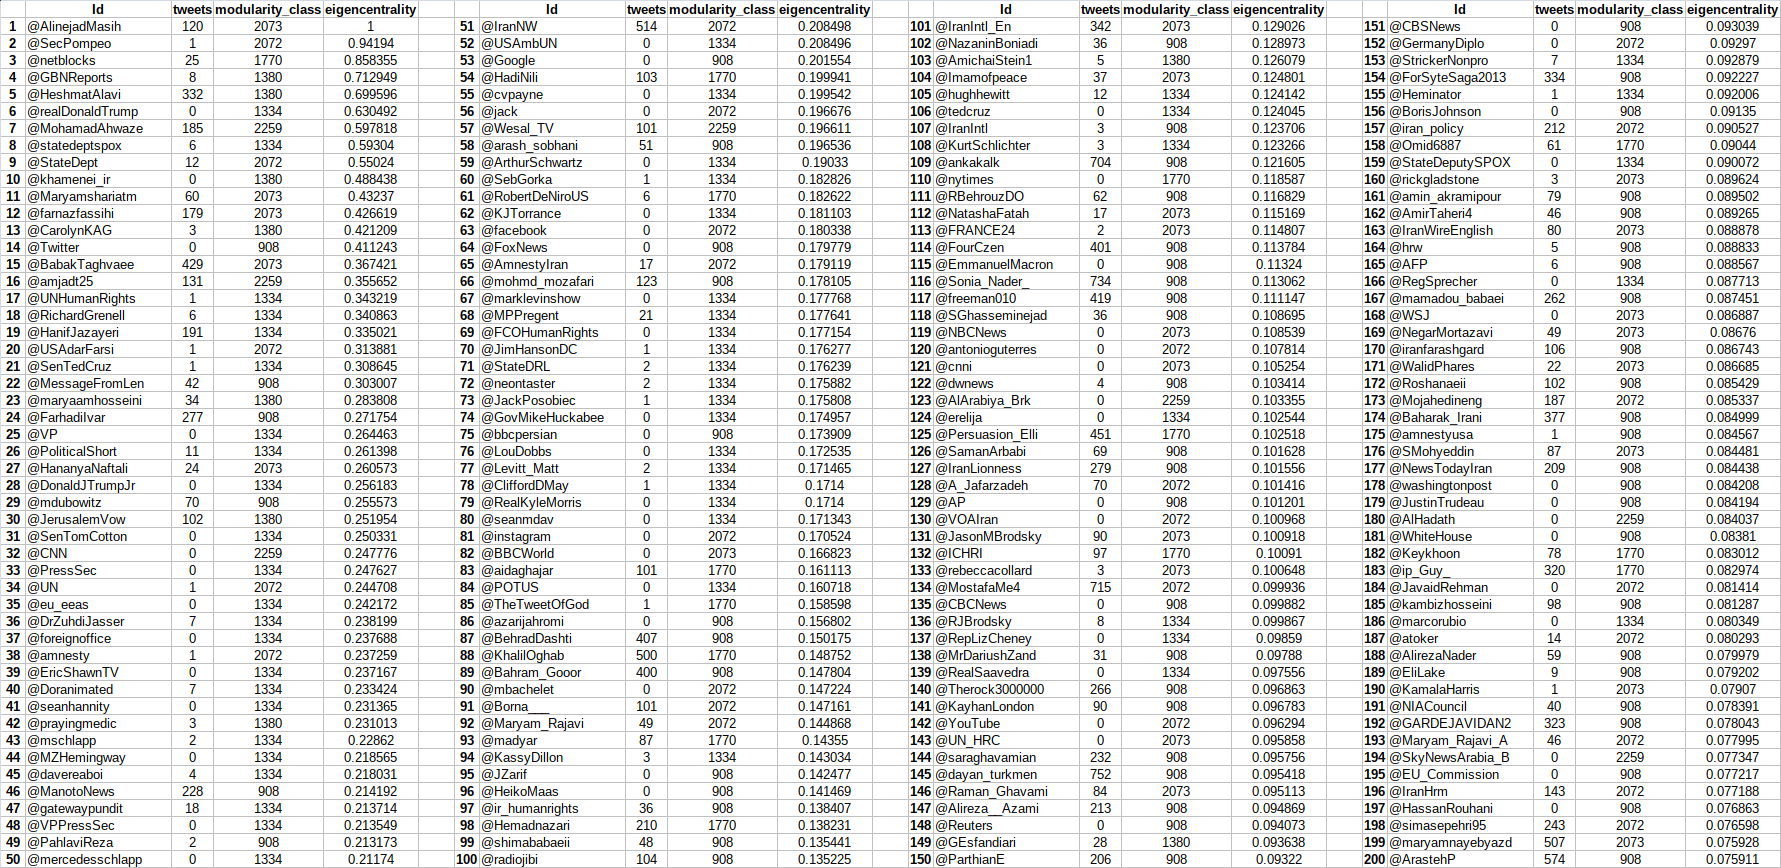 Id tweets modularity_class eigencentrality Id tweets modularity_class eigencentrality Id tweets modularity_class eigencentrality Id tweets modularity_class eigencentrality
1 @AlinejadMasih 120 2073 1 51 @IranNW 514 2072 0.208498 101 @IranIntl_En 342 2073 0.129026 151 @CBSNews 0 908 0.093039
2 @SecPompeo 1 2072 0.94194 52 @USAmbUN 0 1334 0.208496 102 @NazaninBoniadi 36 908 0.128973 152 @GermanyDiplo 0 2072 0.09297
3 @netblocks 25 1770 0.858355 53 @Google 0 908 0.201554 103 @AmichaiStein1 5 1380 0.126079 153 @StrickerNonpro 7 1334 0.092879
4 @GBNReports 8 1380 0.712949 54 @HadiNili 103 1770 0.199941 104 @Imamofpeace 37 2073 0.124801 154 @ForSyteSaga2013 334 908 0.092227
5 @HeshmatAlavi 332 1380 0.699596 55 @cvpayne 0 1334 0.199542 105 @hughhewitt 12 1334 0.124142 155 @Heminator 1 1334 0.092006
6 @realDonaldTrump 0 1334 0.630492 56 @jack 0 2072 0.196676 106 @tedcruz 0 1334 0.124045 156 @BorisJohnson 0 908 0.09135
7 @MohamadAhwaze 185 2259 0.597818 57 @Wesal_TV 101 2259 0.196611 107 @IranIntl 3 908 0.123706 157 @iran_policy 212 2072 0.090527
8 @statedeptspox 6 1334 0.59304 58 @arash_sobhani 51 908 0.196536 108 @KurtSchlichter 3 1334 0.123266 158 @Omid6887 61 1770 0.09044
9 @StateDept 12 2072 0.55024 59 @ArthurSchwartz 0 1334 0.19033 109 @ankakalk 704 908 0.121605 159 @StateDeputySPOX 0 1334 0.090072
10 @khamenei_ir 0 1380 0.488438 60 @SebGorka 1 1334 0.182826 110 @nytimes 0 1770 0.118587 160 @rickgladstone 3 2073 0.089624
11 @Maryamshariatm 60 2073 0.43237 61 @RobertDeNiroUS 6 1770 0.182622 111 @RBehrouzDO 62 908 0.116829 161 @amin_akramipour 79 908 0.089502
12 @farnazfassihi 179 2073 0.426619 62 @KJTorrance 0 1334 0.181103 112 @NatashaFatah 17 2073 0.115169 162 @AmirTaheri4 46 908 0.089265
13 @CarolynKAG 3 1380 0.421209 63 @facebook 0 2072 0.180338 113 @FRANCE24 2 2073 0.114807 163 @IranWireEnglish 80 2073 0.088878
14 @Twitter 0 908 0.411243 64 @FoxNews 0 908 0.179779 114 @FourCzen 401 908 0.113784 164 @hrw 5 908 0.088833
15 @BabakTaghvaee 429 2073 0.367421 65 @AmnestyIran 17 2072 0.179119 115 @EmmanuelMacron 0 908 0.11324 165 @AFP 6 908 0.088567
16 @amjadt25 131 2259 0.355652 66 @mohmd_mozafari 123 908 0.178105 116 @Sonia_Nader_ 734 908 0.113062 166 @RegSprecher 0 1334 0.087713
17 @UNHumanRights 1 1334 0.343219 67 @marklevinshow 0 1334 0.177768 117 @freeman010 419 908 0.111147 167 @mamadou_babaei 262 908 0.087451
18 @RichardGrenell 6 1334 0.340863 68 @MPPregent 21 1334 0.177641 118 @SGhasseminejad 36 908 0.108695 168 @WSJ 0 2073 0.086887
19 @HanifJazayeri 191 1334 0.335021 69 @FCOHumanRights 0 1334 0.177154 119 @NBCNews 0 2073 0.108539 169 @NegarMortazavi 49 2073 0.08676
20 @USAdarFarsi 1 2072 0.313881 70 @JimHansonDC 1 1334 0.176277 120 @antonioguterres 0 2072 0.107814 170 @iranfarashgard 106 908 0.086743
21 @SenTedCruz 1 1334 0.308645 71 @StateDRL 2 1334 0.176239 121 @cnni 0 2073 0.105254 171 @WalidPhares 22 2073 0.086685
22 @MessageFromLen 42 908 0.303007 72 @neontaster 2 1334 0.175882 122 @dwnews 4 908 0.103414 172 @Roshanaeii 102 908 0.085429
23 @maryaamhosseini 34 1380 0.283808 73 @JackPosobiec 1 1334 0.175808 123 @AlArabiya_Brk 0 2259 0.103355 173 @Mojahedineng 187 2072 0.085337
24 @FarhadiIvar 277 908 0.271754 74 @GovMikeHuckabee 0 1334 0.174957 124 @erelija 0 1334 0.102544 174 @Baharak_Irani 377 908 0.084999
25 @VP 0 1334 0.264463 75 @bbcpersian 0 908 0.173909 125 @Persuasion_Elli 451 1770 0.102518 175 @amnestyusa 1 908 0.084567
26 @PoliticalShort 11 1334 0.261398 76 @LouDobbs 0 1334 0.172535 126 @SamanArbabi 69 908 0.101628 176 @SMohyeddin 87 2073 0.084481
27 @HananyaNaftali 24 2073 0.260573 77 @Levitt_Matt 2 1334 0.171465 127 @IranLionness 279 908 0.101556 177 @NewsTodayIran 209 908 0.084438
28 @DonaldJTrumpJr 0 1334 0.256183 78 @CliffordDMay 1 1334 0.1714 128 @A_Jafarzadeh 70 2072 0.101416 178 @washingtonpost 0 908 0.084208
29 @mdubowitz 70 908 0.255573 79 @RealKyleMorris 0 1334 0.1714 129 @AP 0 908 0.101201 179 @JustinTrudeau 0 908 0.084194
30 @JerusalemVow 102 1380 0.251954 80 @seanmdav 0 1334 0.171343 130 @VOAIran 0 2072 0.100968 180 @AlHadath 0 2259 0.084037
31 @SenTomCotton 0 1334 0.250331 81 @instagram 0 2072 0.170524 131 @JasonMBrodsky 90 2073 0.100918 181 @WhiteHouse 0 908 0.08381
32 @CNN 0 2259 0.247776 82 @BBCWorld 0 2073 0.166823 132 @ICHRI 97 1770 0.10091 182 @Keykhoon 78 1770 0.083012
33 @PressSec 0 1334 0.247627 83 @aidaghajar 101 1770 0.161113 133 @rebeccacollard 3 2073 0.100648 183 @ip_Guy_ 320 1770 0.082974
34 @UN 1 2072 0.244708 84 @POTUS 0 1334 0.160718 134 @MostafaMe4 715 2072 0.099936 184 @JavaidRehman 0 2072 0.081414
35 @eu_eeas 0 1334 0.242172 85 @TheTweetOfGod 1 1770 0.158598 135 @CBCNews 0 908 0.099882 185 @kambizhosseini 98 908 0.081287
36 @DrZuhdiJasser 7 1334 0.238199 86 @azarijahromi 0 908 0.156802 136 @RJBrodsky 8 1334 0.099867 186 @marcorubio 0 1334 0.080349
37 @foreignoffice 0 1334 0.237688 87 @BehradDashti 407 908 0.150175 137 @RepLizCheney 0 1334 0.09859 187 @atoker 14 2072 0.080293
38 @amnesty 1 2072 0.237259 88 @KhalilOghab 500 1770 0.148752 138 @MrDariushZand 31 908 0.09788 188 @AlirezaNader 59 908 0.079979
39 @EricShawnTV 0 1334 0.237167 89 @Bahram_Gooor 400 908 0.147804 139 @RealSaavedra 0 1334 0.097556 189 @EliLake 9 908 0.079202
40 @Doranimated 7 1334 0.233424 90 @mbachelet 0 2072 0.147224 140 @Therock3000000 266 908 0.096863 190 @KamalaHarris 1 2073 0.07907
41 @seanhannity 0 1334 0.231365 91 @Borna___ 101 2072 0.147161 141 @KayhanLondon 90 908 0.096783 191 @NIACouncil 40 908 0.078391
42 @prayingmedic 3 1380 0.231013 92 @Maryam_Rajavi 49 2072 0.144868 142 @YouTube 0 2072 0.096294 192 @GARDEJAVIDAN2 323 908 0.078043
43 @mschlapp 2 1334 0.22862 93 @madyar 87 1770 0.14355 143 @UN_HRC 0 2073 0.095858 193 @Maryam_Rajavi_A 46 2072 0.077995
44 @MZHemingway 0 1334 0.218565 94 @KassyDillon 3 1334 0.143034 144 @saraghavamian 232 908 0.095756 194 @SkyNewsArabia_B 0 2259 0.077347
45 @davereaboi 4 1334 0.218031 95 @JZarif 0 908 0.142477 145 @dayan_turkmen 752 908 0.095418 195 @EU_Commission 0 908 0.077217
46 @ManotoNews 228 908 0.214192 96 @HeikoMaas 0 908 0.141469 146 @Raman_Ghavami 84 2073 0.095113 196 @IranHrm 143 2072 0.077188
47 @gatewaypundit 18 1334 0.213714 97 @ir_humanrights 36 908 0.138407 147 @Alireza__Azami 213 908 0.094869 197 @HassanRouhani 0 908 0.076863
48 @VPPressSec 0 1334 0.213549 98 @Hemadnazari 210 1770 0.138231 148 @Reuters 0 908 0.094073 198 @simasepehri95 243 2072 0.076598
49 @PahlaviReza 2 908 0.213173 99 @shimababaeii 48 908 0.135441 149 @GEsfandiari 28 1380 0.093638 199 @maryamnayebyazd 507 2073 0.075928
50 @mercedesschlapp 0 1334 0.21174 100 @radiojibi 104 908 0.135225 150 @ParthianE 206 908 0.09322 200 @ArastehP 574 908 0.075911